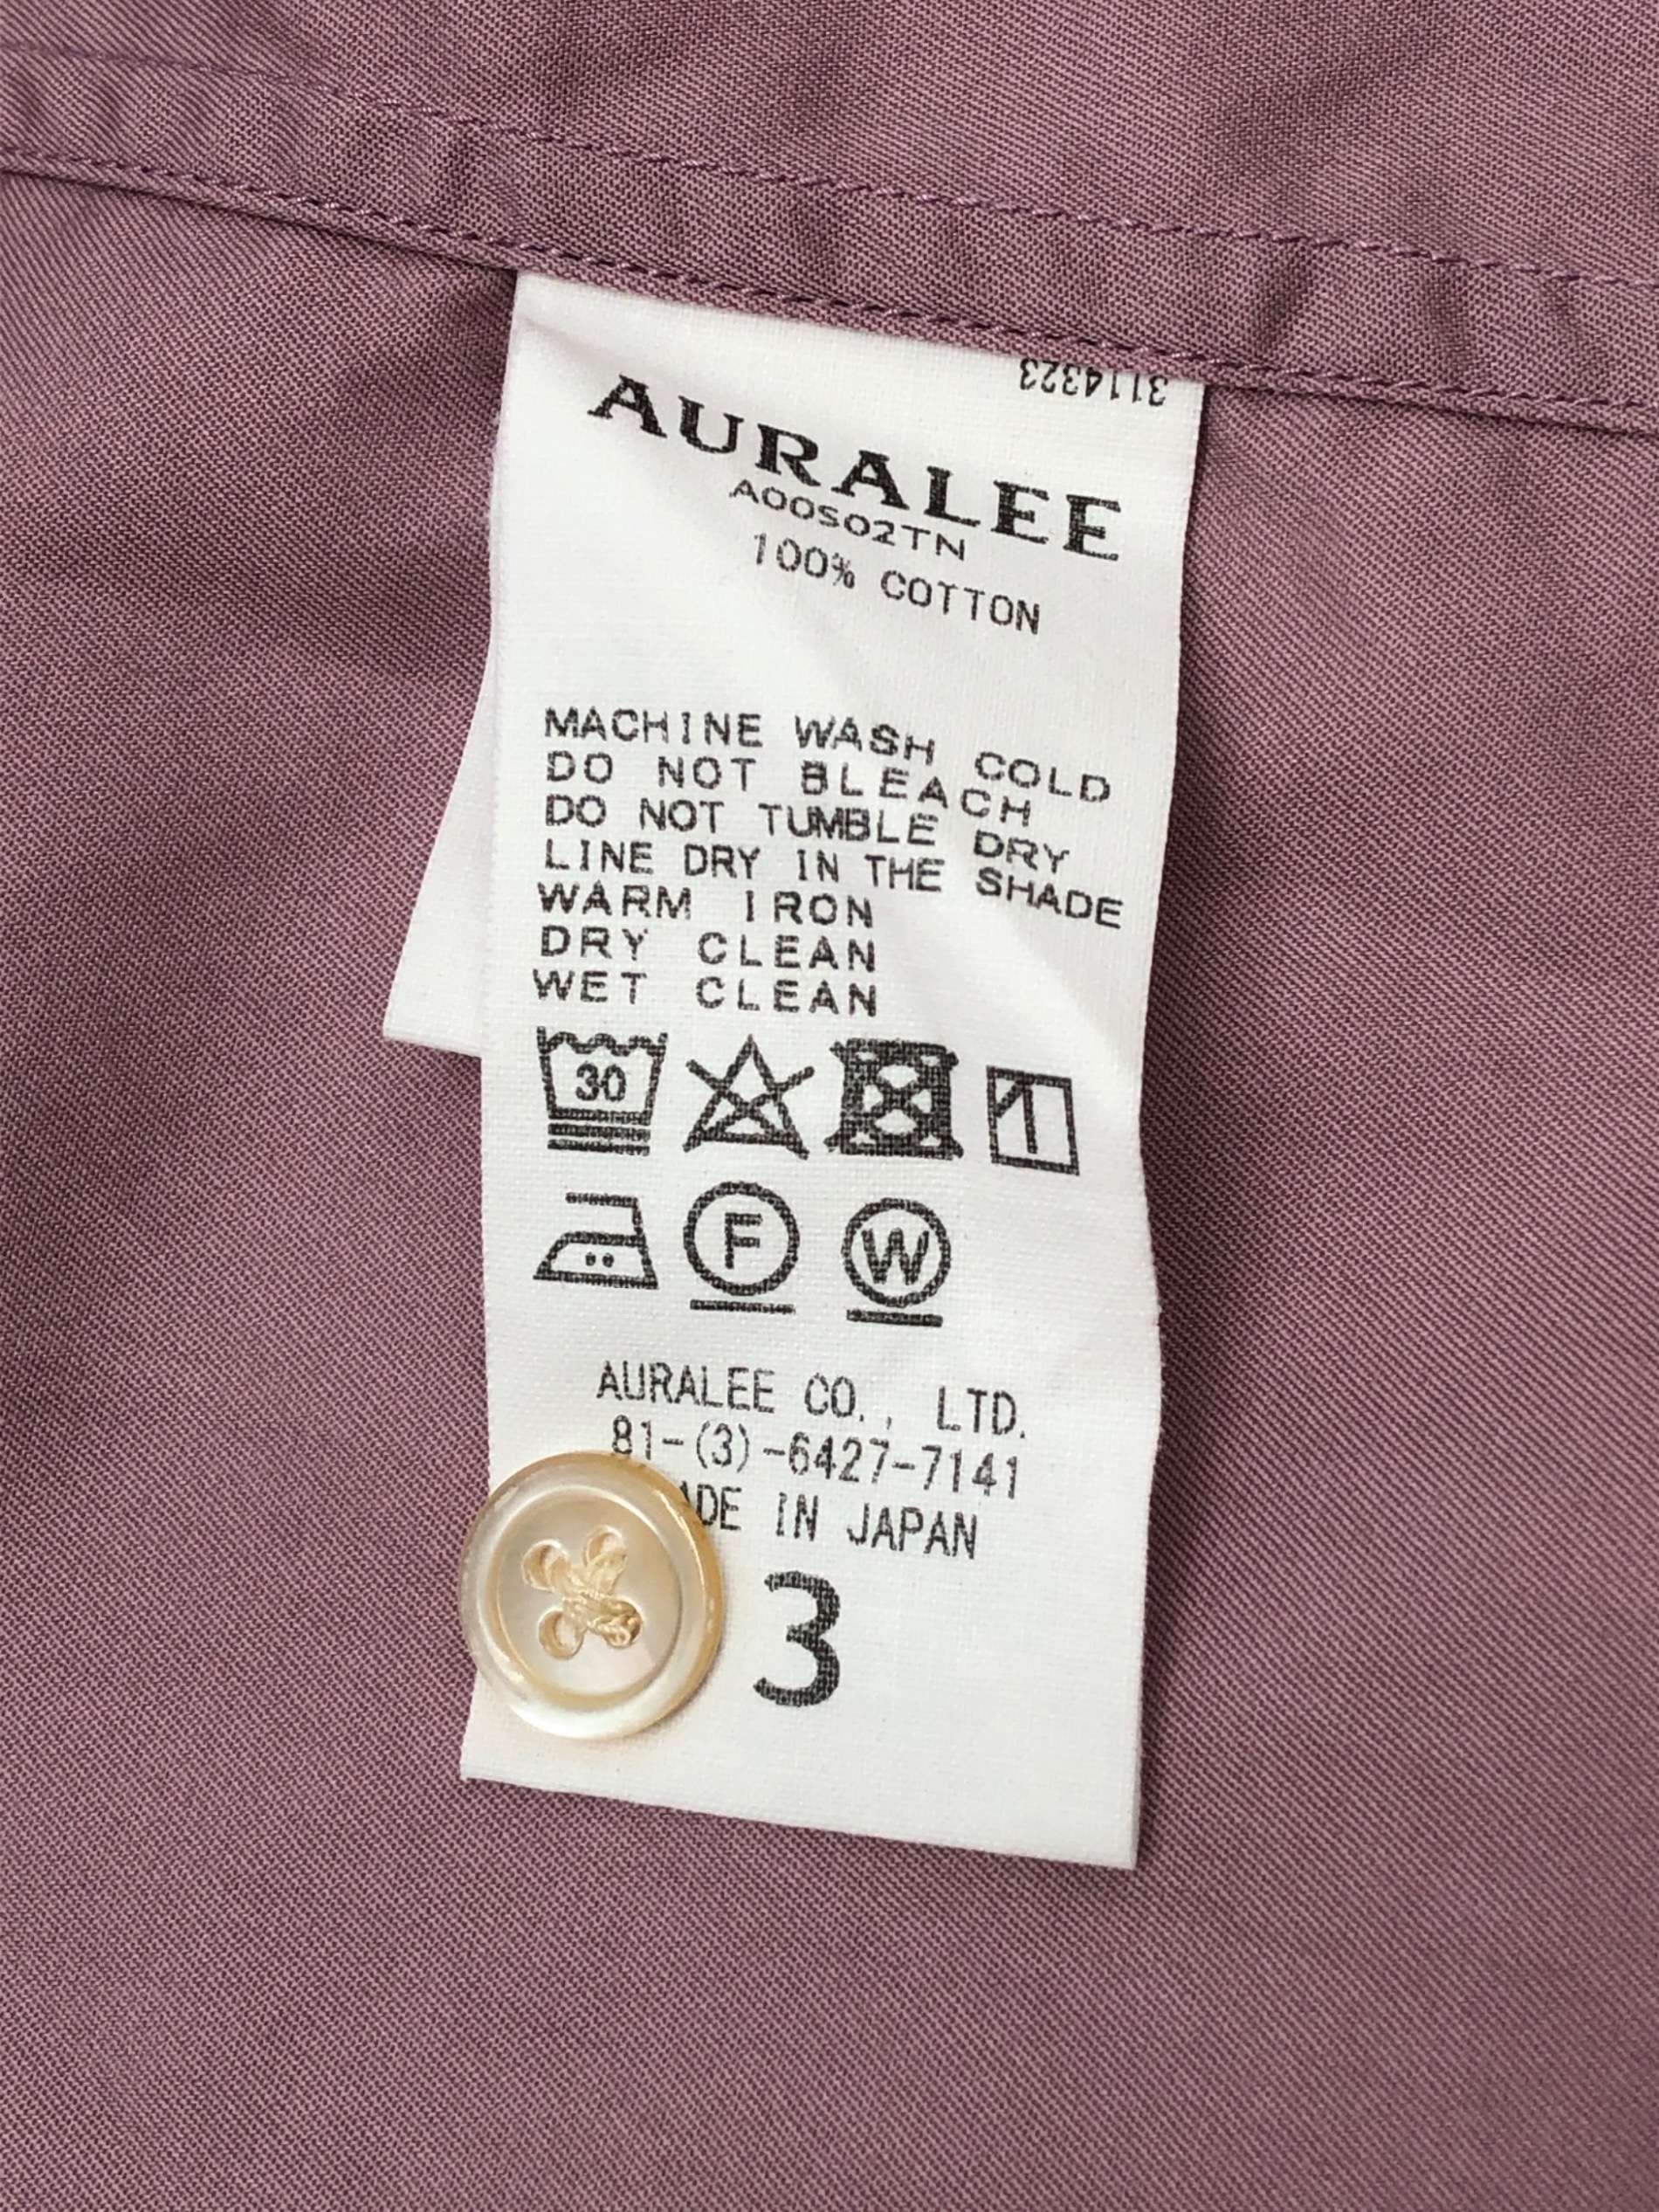 3114323
AURALEE
A00S02TN
100% COTTON
MACHINE WASH COLD
DO NOT BLEACH
DO NOT TUMBLE DRY
LINE DRY IN THE SHADE
WARM IRON
DRY CLEAN
WET CLEAN
30
F W
AURALEE CO., LTD.
81-(3)-6427-7141
ADE IN JAPAN
3